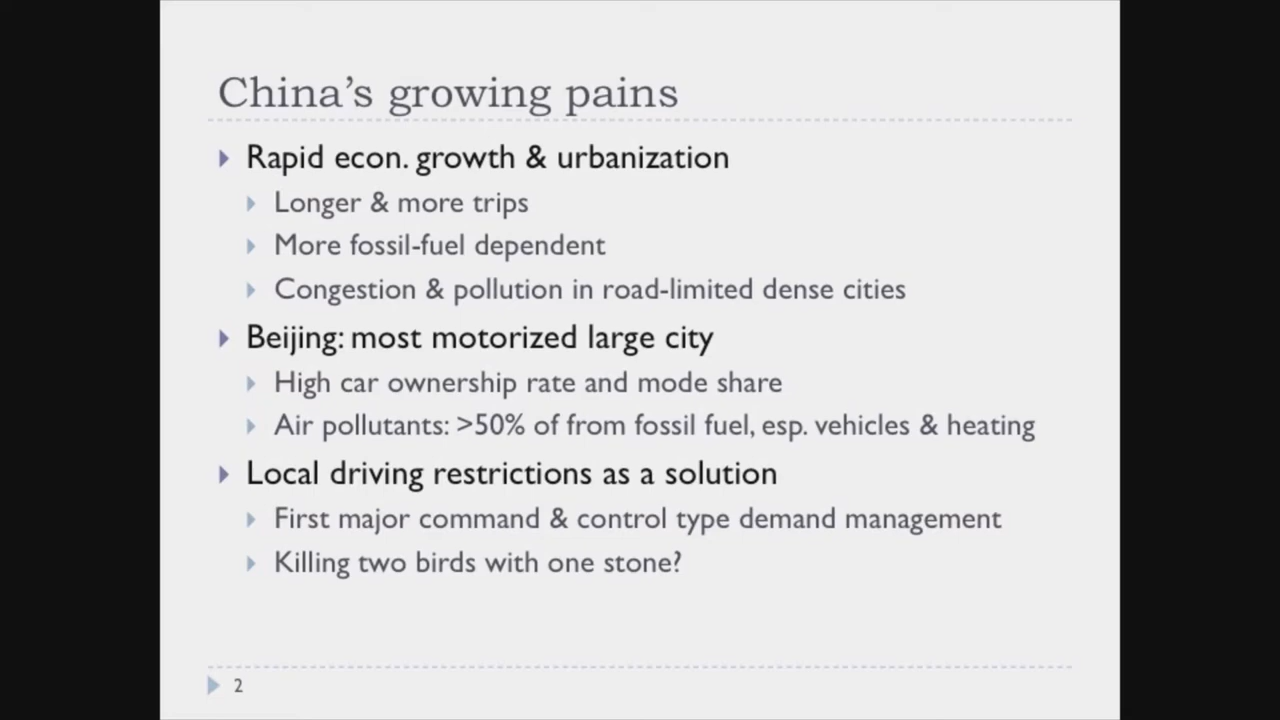 China's growing pains
Rapid econ. growth & urbanization
Longer & more trips
More fossil-fuel dependent
Congestion & pollution in road-limited dense cities
Beijing: most motorized large city
High car ownership rate and mode share
Air pollutants: >50% of from fossil fuel, esp. vehicles & heating
Local driving restrictions as a solution
First major command & control type demand management
Killing two birds with one stone?
2